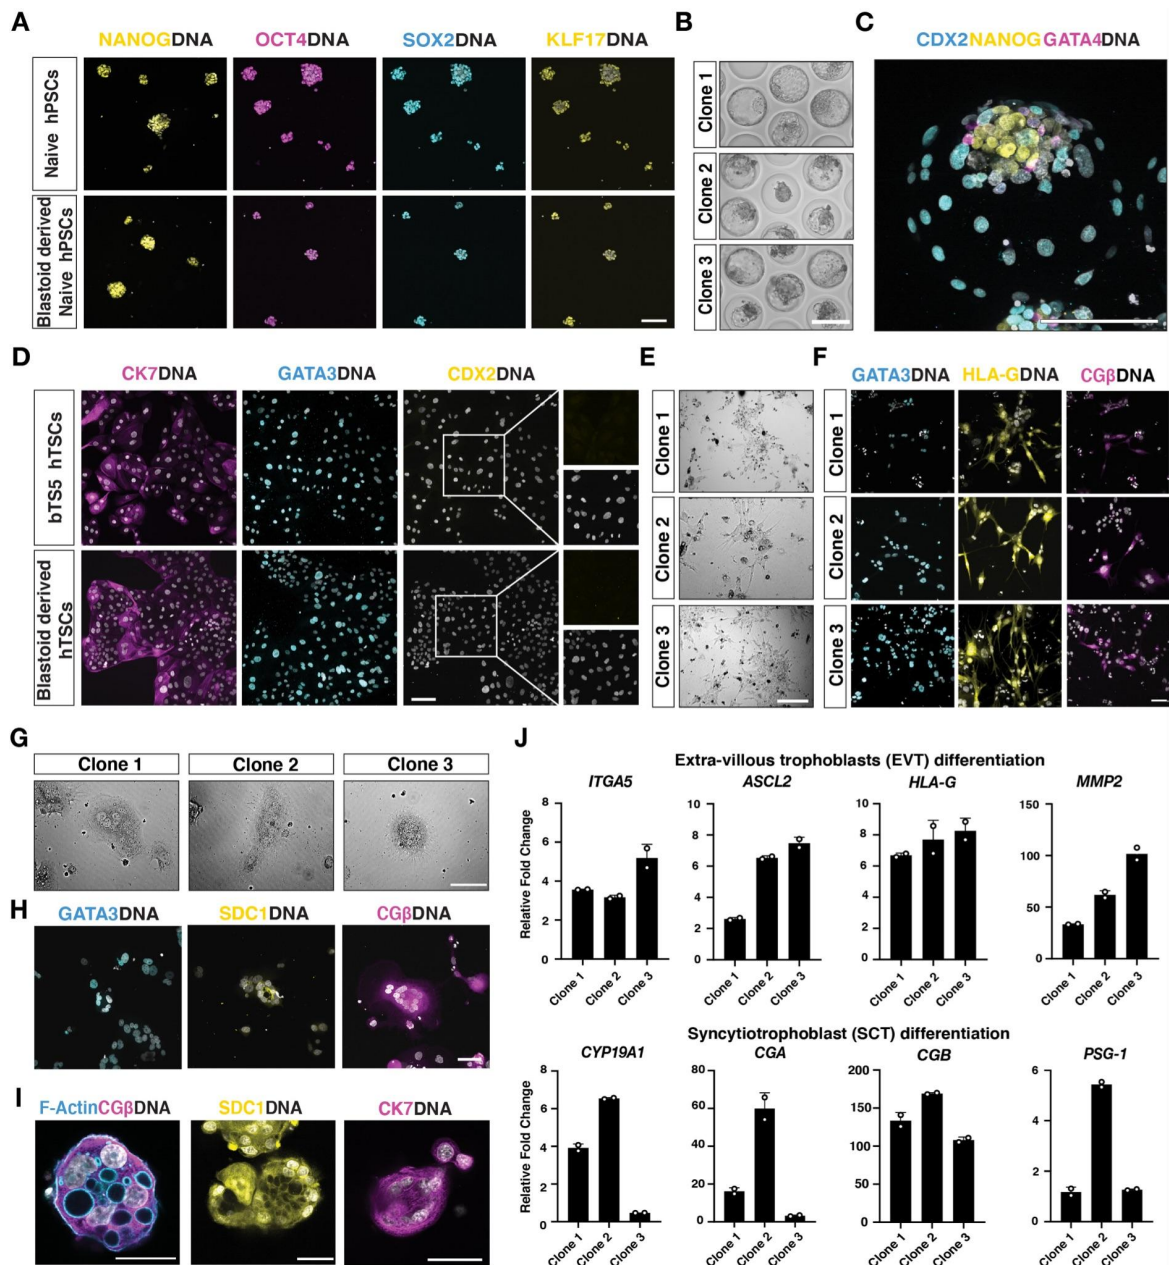 A
NANOGDNA
OCT4DNA
SOX2DNA
KLF17DNA
Naive hPSCs
Blastoid derived
Naive hPSCs
B
Clone 1
Clone 2
Clone 3
C
CDX2NANOGGATA4DNA
D
CK7DNA
GATA3DNA
CDX2DNA
bTS5 hTSCs
Blastoid derived
hTSCs
E
Clone 1
Clone 2
Clone 3
F
GATA3DNA
HLA-GDNA
CGβDNA
Clone 1
Clone 2
Clone 3
G
Clone 1
Clone 2
Clone 3
H
GATA3DNA
SDC1DNA
CGβDNA
I
F-ActinCGβDNA
SDC1DNA
CK7DNA
J
Extra-villous trophoblasts (EVT) differentiation
ITGA5
Relative Fold Change
8
6
4
2
0
Clone 1
Clone 2
Clone 3
ASCL2
10
8
6
4
2
0
Clone 1
Clone 2
Clone 3
HLA-G
10
8
6
4
2
0
Clone 1
Clone 2
Clone 3
MMP2
150
100
50
0
Clone 1
Clone 2
Clone 3
Syncytiotrophoblast (SCT) differentiation
CYP19A1
Relative Fold Change
8
6
4
2
0
Clone 1
Clone 2
Clone 3
CGA
80
60
40
20
0
Clone 1
Clone 2
Clone 3
CGB
200
150
100
50
0
Clone 1
Clone 2
Clone 3
PSG-1
6
4
2
0
Clone 1
Clone 2
Clone 3